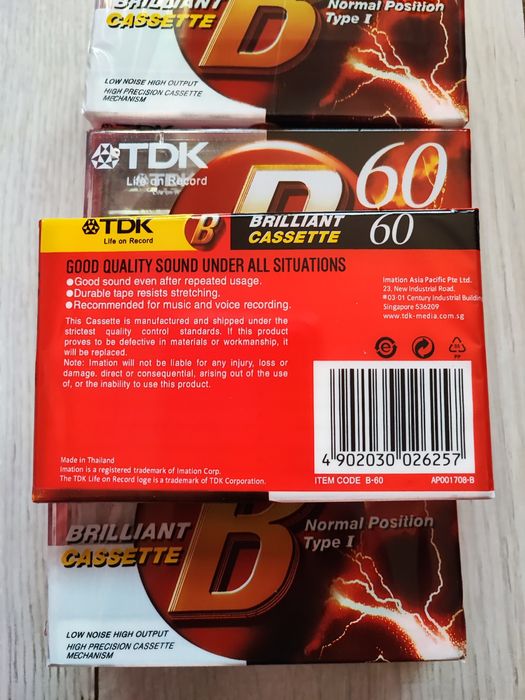 BRILLIANT
CASSETTE
B
Normal Position
Type I
LOW NOISE HIGH OUTPUT
HIGH PRECISION CASSETTE
MECHANISM
TDK
Life on Record
60
TDK
Life on Record
B
BRILLIANT
CASSETTE
60
GOOD QUALITY SOUND UNDER ALL SITUATIONS
Good sound even after repeated usage.
Durable tape resists stretching.
Recommended for music and voice recording.
This Cassette is manufactured and shipped under the
strictest quality control standards. If this product
proves to be defective in materials or workmanship, it
will be replaced.
Note: Imation will not be liable for any injury, loss or
damage, direct or consequential, arising out of the use
of, or the inability to use this product.
Imation Asia Pacific Pte Ltd.
23, New Industrial Road,
#03-01 Century Industrial Buildin
Singapore 536209
www.tdk-media.com.sg
PP
Made in Thailand
Imation is a registered trademark of Imation Corp.
The TDK Life on Record loge is a trademark of TDK Corporation.
4 902030 026257
ITEM CODE B-60
AP001708-B
BRILLIANT
CASSETTE
B
Normal Position
Type I
LOW NOISE HIGH OUTPUT
HIGH PRECISION CASSETTE
MECHANISM